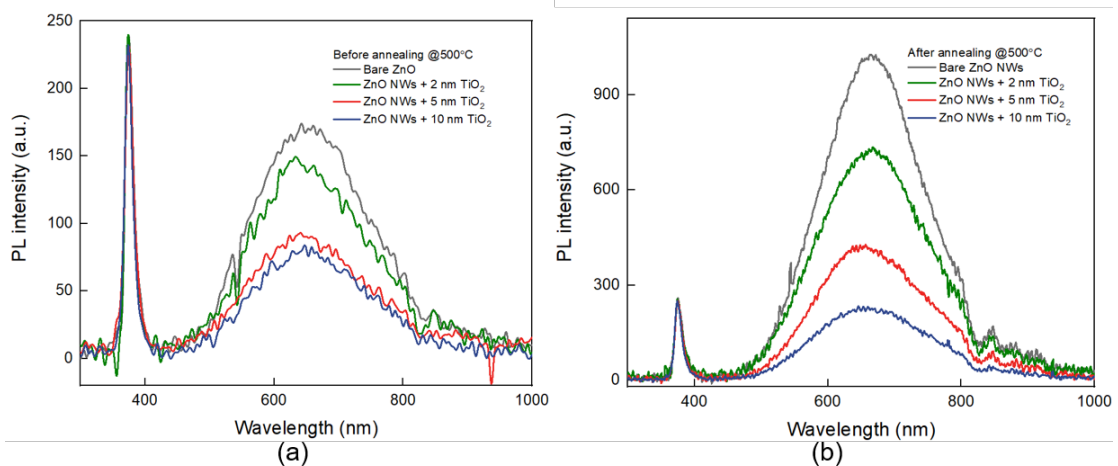 250
200
150
100
50
0
PL intensity (a.u.)
Before annealing @500°C
Bare ZnO
ZnO NWs + 2 nm TiO₂
ZnO NWs + 5 nm TiO₂
ZnO NWs + 10 nm TiO₂
400
600
800
1000
Wavelength (nm)
(a)
900
600
300
0
PL intensity (a.u.)
After annealing @500°C
Bare ZnO NWs
ZnO NWs + 2 nm TiO₂
ZnO NWs + 5 nm TiO₂
ZnO NWs + 10 nm TiO₂
400
600
800
1000
Wavelength (nm)
(b)